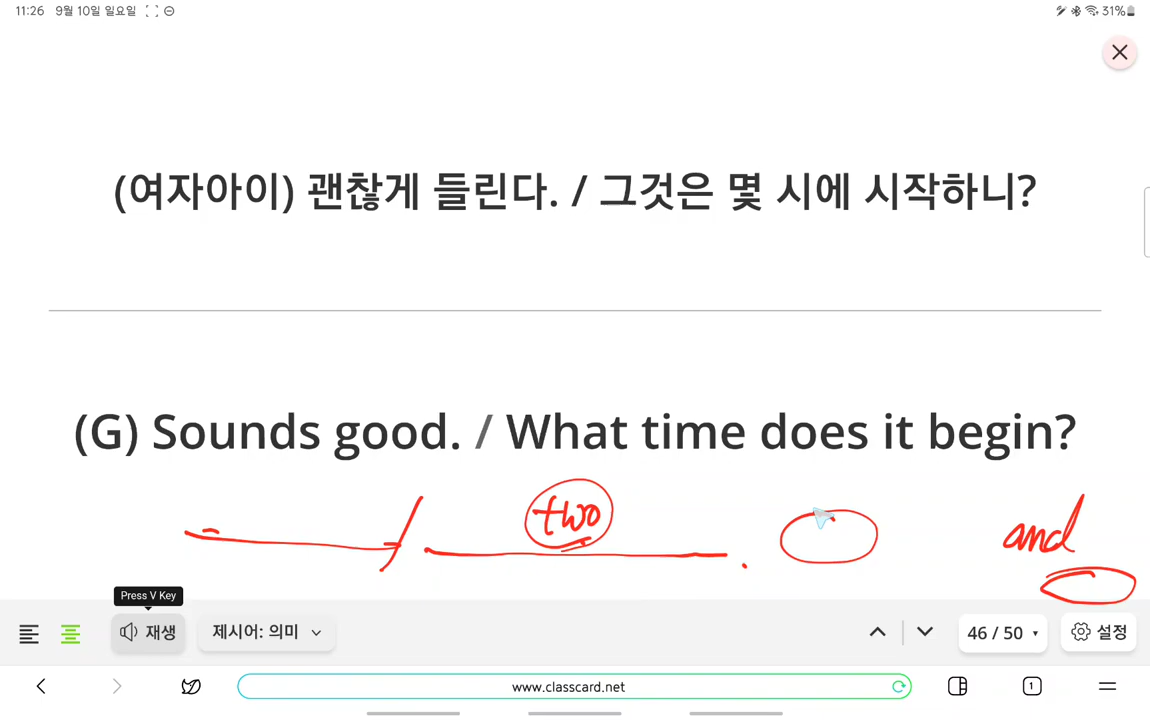 11:26 9월 10일 일요일 31%
(여자아이) 괜찮게 들린다. / 그것은 몇 시에 시작하니?
(G) Sounds good. / What time does it begin?
two
and
Press V Key
재생 제시어: 의미 46 / 50 설정
www.classcard.net 1